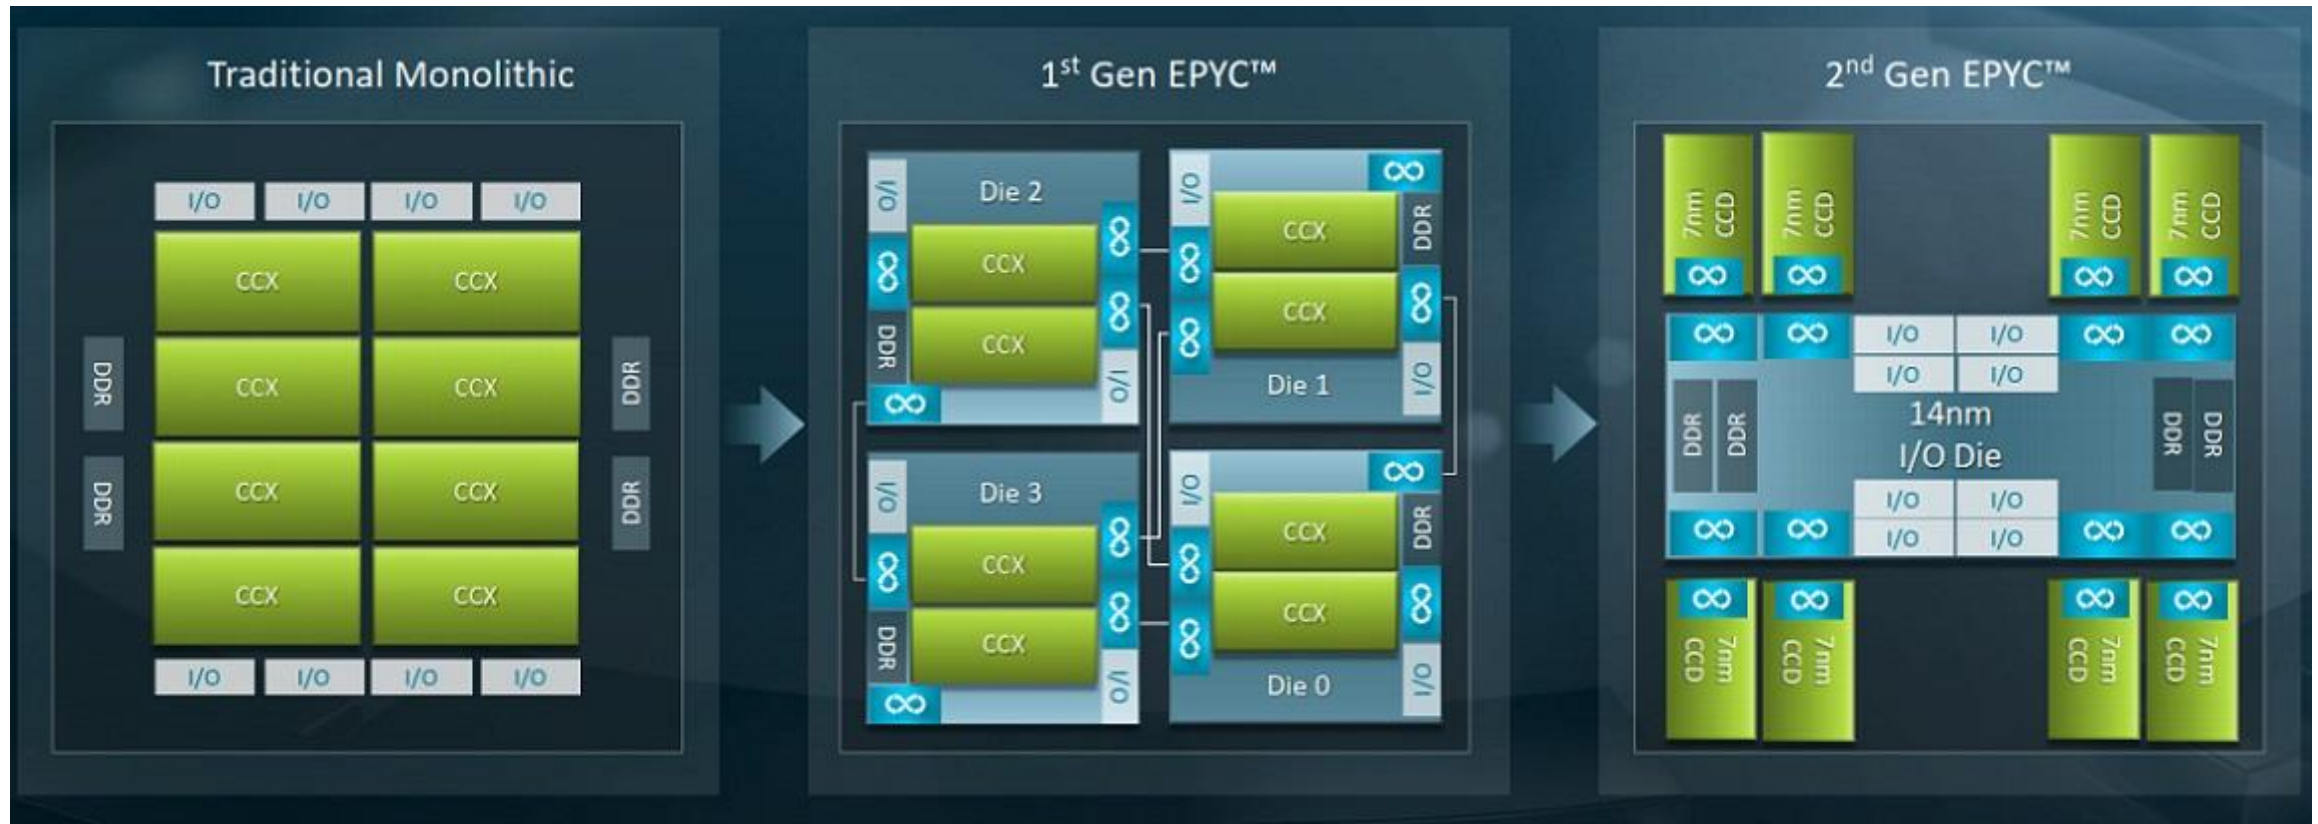 Traditional Monolithic
I/O I/O I/O I/O
CCX CCX
CCX CCX
DDR DDR
CCX CCX
DDR DDR
CCX CCX
I/O I/O I/O I/O
1st Gen EPYC™
I/O
Die 2
CCX
CCX
DDR
I/O
I/O
CCX
DDR
CCX
Die 1
I/O
I/O
Die 3
CCX
CCX
DDR
I/O
I/O
CCX
DDR
CCX
Die 0
I/O
2nd Gen EPYC™
7nm
CCD
7nm
CCD
7nm
CCD
7nm
CCD
I/O I/O
I/O I/O
DDR DDR
14nm
I/O Die
DDR DDR
I/O I/O
I/O I/O
7nm
CCD
7nm
CCD
7nm
CCD
7nm
CCD